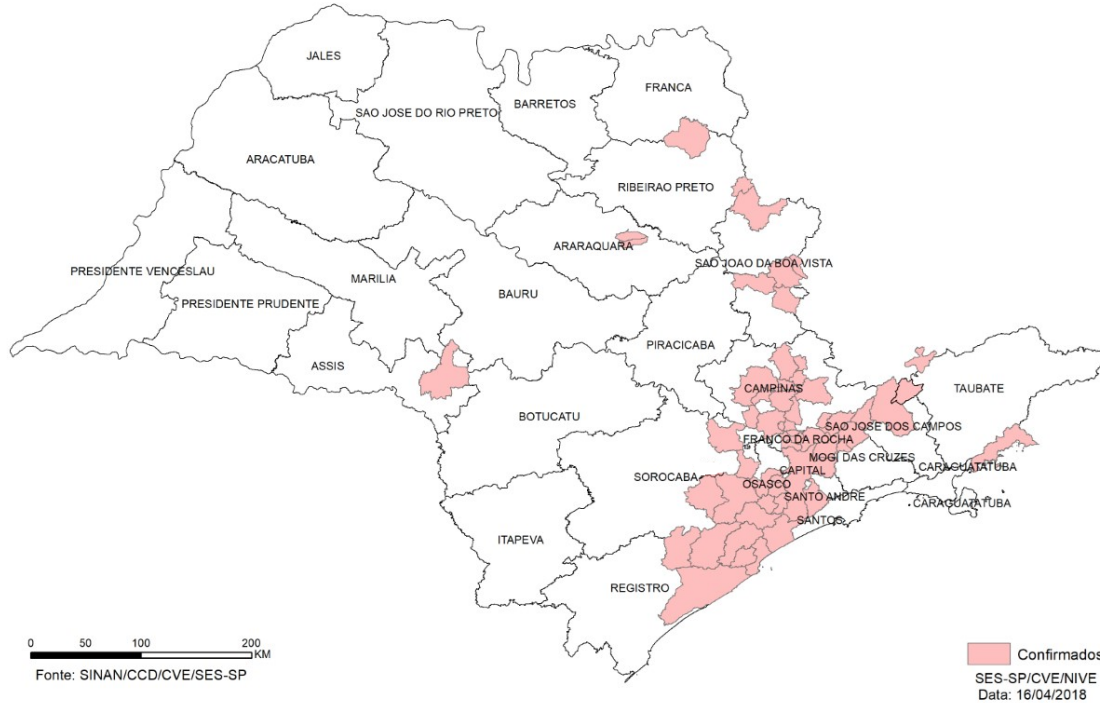 JALES
FRANCA
BARRETOS
SAO JOSE DO RIO PRETO
ARACATUBA
RIBEIRAO PRETO
ARARAQUARA
SAO JOAO DA BOA VISTA
PRESIDENTE VENCESLAU
MARILIA
BAURU
PRESIDENTE PRUDENTE
PIRACICABA
ASSIS
CAMPINAS
TAUBATE
BOTUCATU
SAO JOSE DOS CAMPOS
FRANCO DA ROCHA
MOGI DAS CRUZES
CARAGUATATUBA
CAPITAL
SOROCABA
OSASCO
SANTO ANDRE
CARAGUATATUBA
SANTOS
ITAPEVA
REGISTRO
0 50 100 200
KM
Fonte: SINAN/CCD/CVE/SES-SP
Confirmados
SES-SP/CVE/NIVE
Data: 16/04/2018